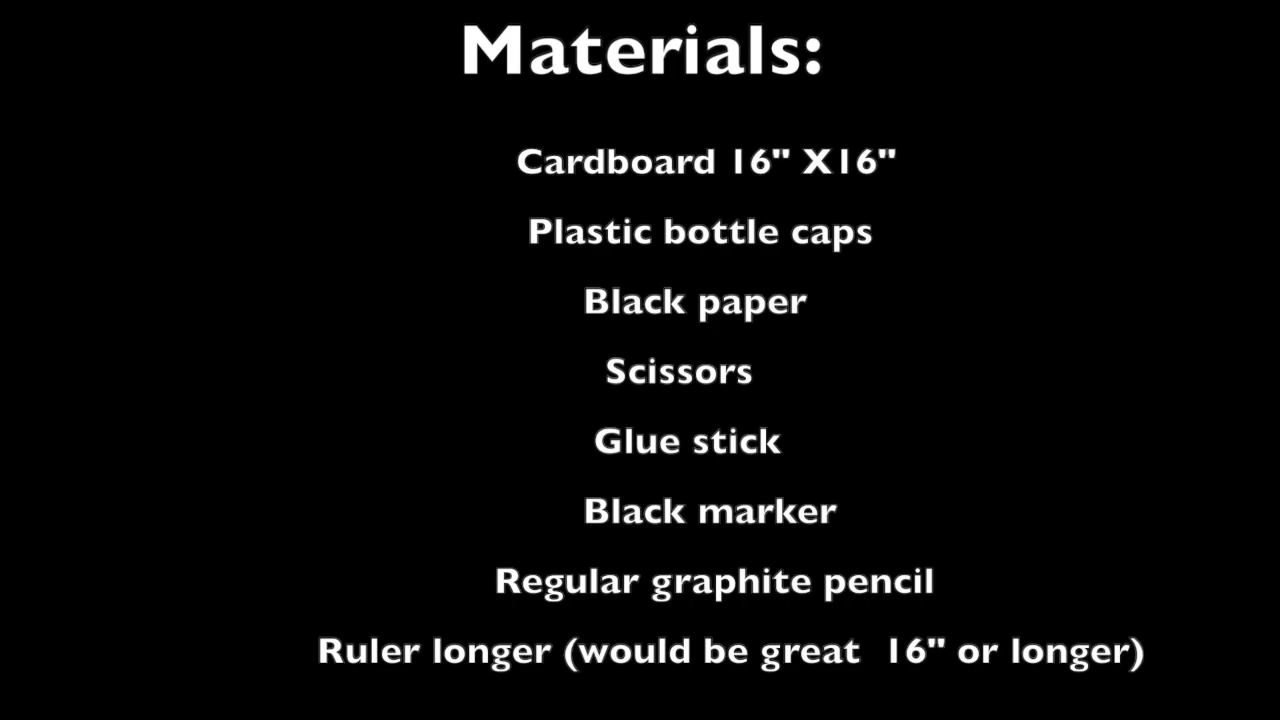 Materials:
Cardboard 16" X16"
Plastic bottle caps
Black paper
Scissors
Glue stick
Black marker
Regular graphite pencil
Ruler longer (would be great  16" or longer)